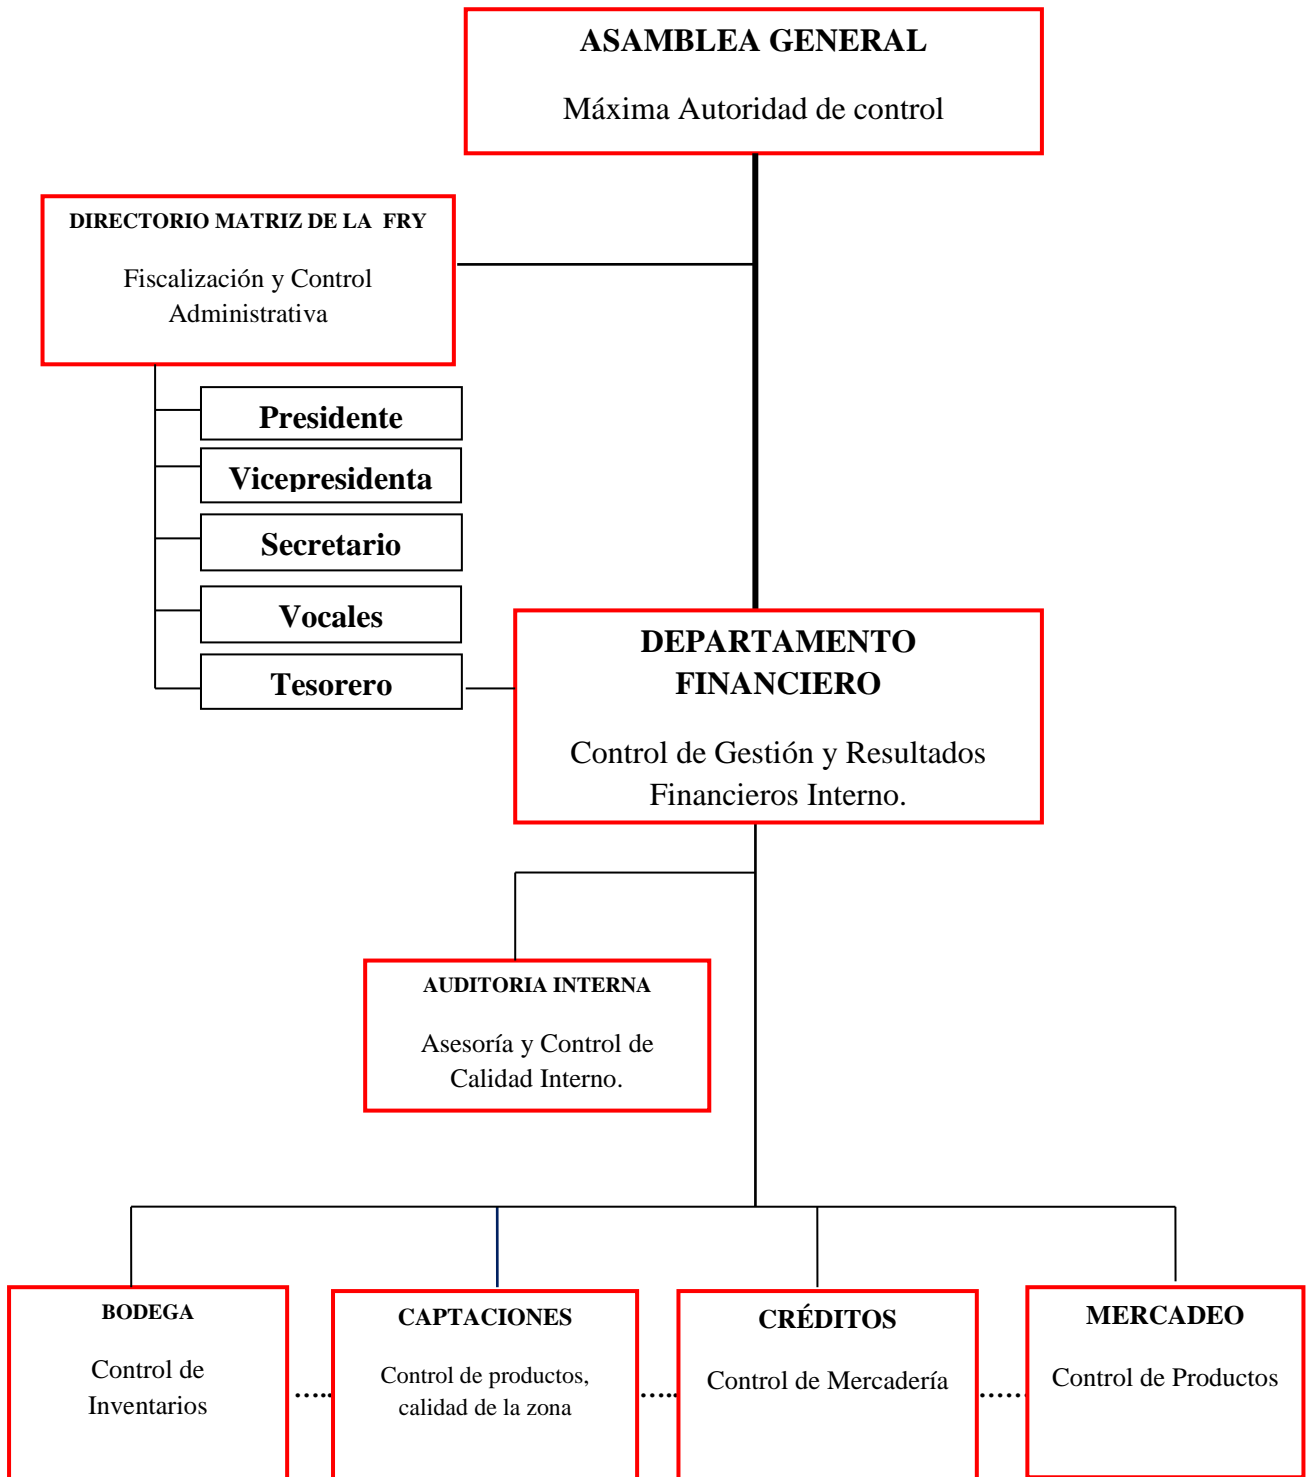 ASAMBLEA GENERAL
Máxima Autoridad de control
DIRECTORIO MATRIZ DE LA FRY
Fiscalización y Control
Administrativa
Presidente
Vicepresidenta
Secretario
Vocales
Tesorero
DEPARTAMENTO
FINANCIERO
Control de Gestión y Resultados
Financieros Interno.
AUDITORIA INTERNA
Asesoría y Control de
Calidad Interno.
BODEGA
Control de
Inventarios
.....
CAPTACIONES
Control de productos,
calidad de la zona
.....
CRÉDITOS
Control de Mercadería
......
MERCADEO
Control de Productos